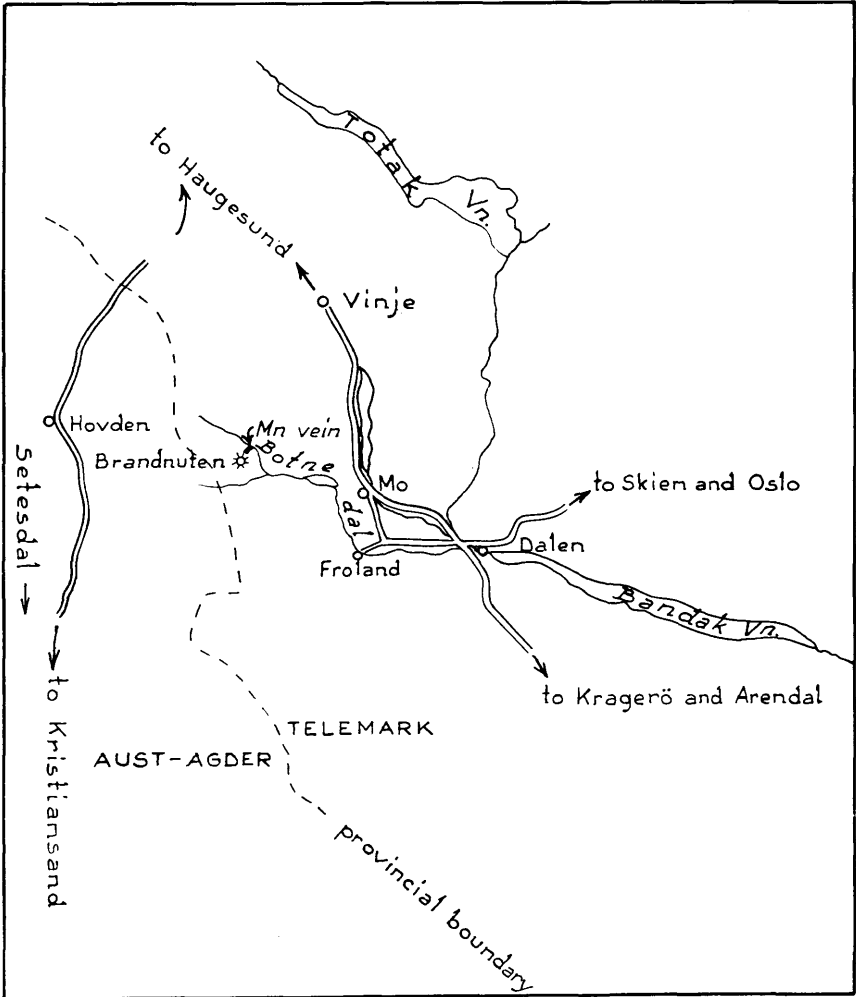 Totak Vn.
to Haugesund
Vinje
Hovden
Mn vein
Brandnuten
Botne
dal
Mo
to Skien and Oslo
Dalen
Froland
Setesdal
Bandak Vn.
to Kragerö and Arendal
to Kristiansand
TELEMARK
AUST-AGDER
provincial boundary